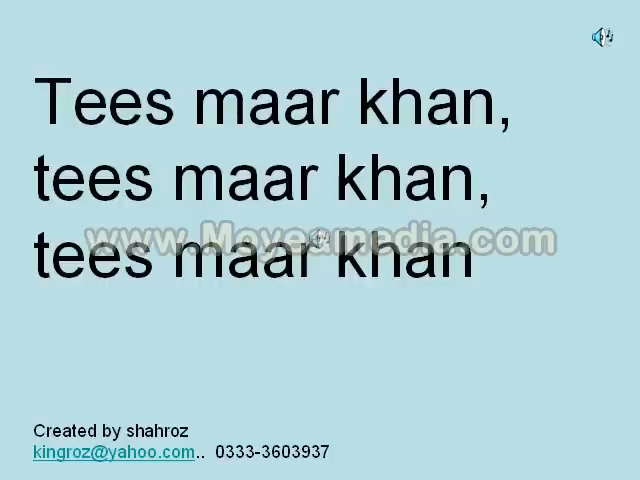 Tees maar khan,
tees maar khan,
www.Moyeamedia.com
tees maar khan
Created by shahroz
kingroz@yahoo.com.. 0333-3603937